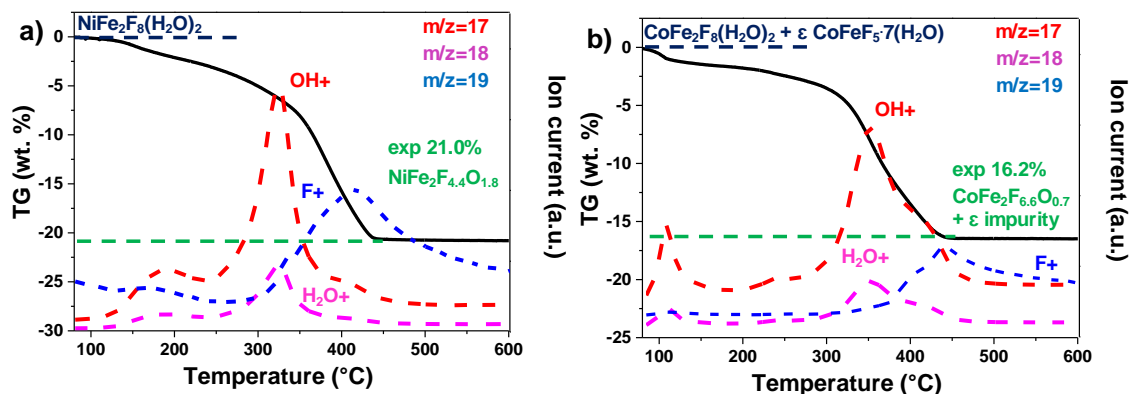 a)
NiFe₂F₈(H₂O)₂
m/z=17
m/z=18
m/z=19
OH+
exp 21.0%
NiFe₂F₄.₄O₁.₈
F+
H₂O+
TG (wt. %)
0
-5
-10
-15
-20
-25
-30
100 200 300 400 500 600
Temperature (°C)
Ion current (a.u.)
b)
CoFe₂F₈(H₂O)₂ + ε CoFeF₅·7(H₂O)
m/z=17
m/z=18
m/z=19
OH+
exp 16.2%
CoFe₂F₆.₆O₀.₇
+ ε impurity
H₂O+
F+
TG (wt. %)
0
-5
-10
-15
-20
-25
100 200 300 400 500 600
Temperature (°C)
Ion current (a.u.)